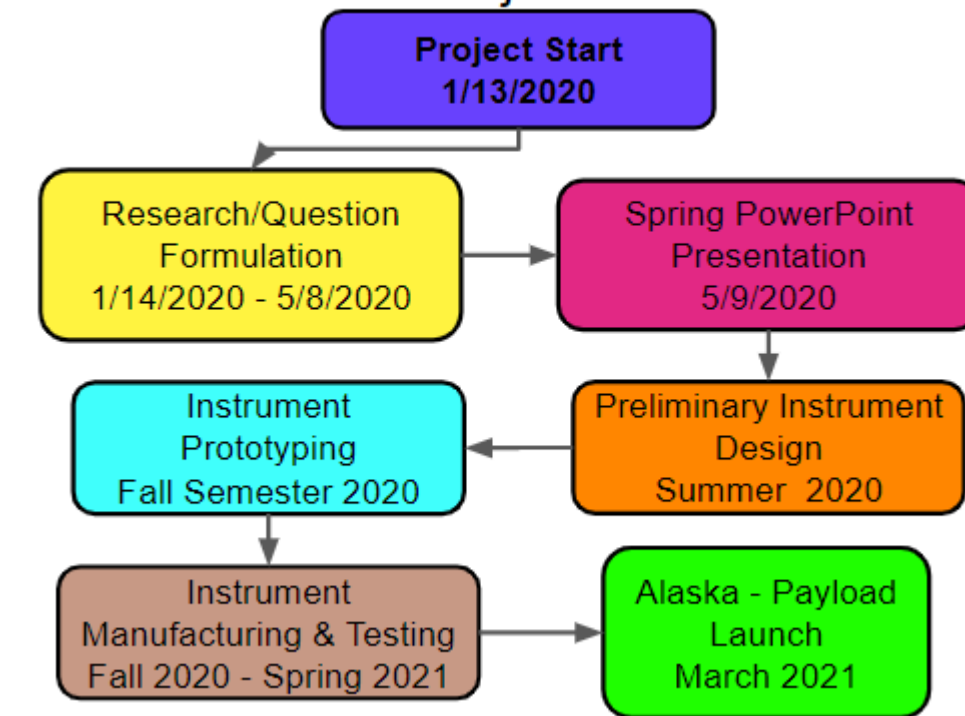 Project Start
1/13/2020
Research/Question
Formulation
1/14/2020 - 5/8/2020
Spring PowerPoint
Presentation
5/9/2020
Instrument
Prototyping
Fall Semester 2020
Preliminary Instrument
Design
Summer 2020
Instrument
Manufacturing & Testing
Fall 2020 - Spring 2021
Alaska - Payload
Launch
March 2021